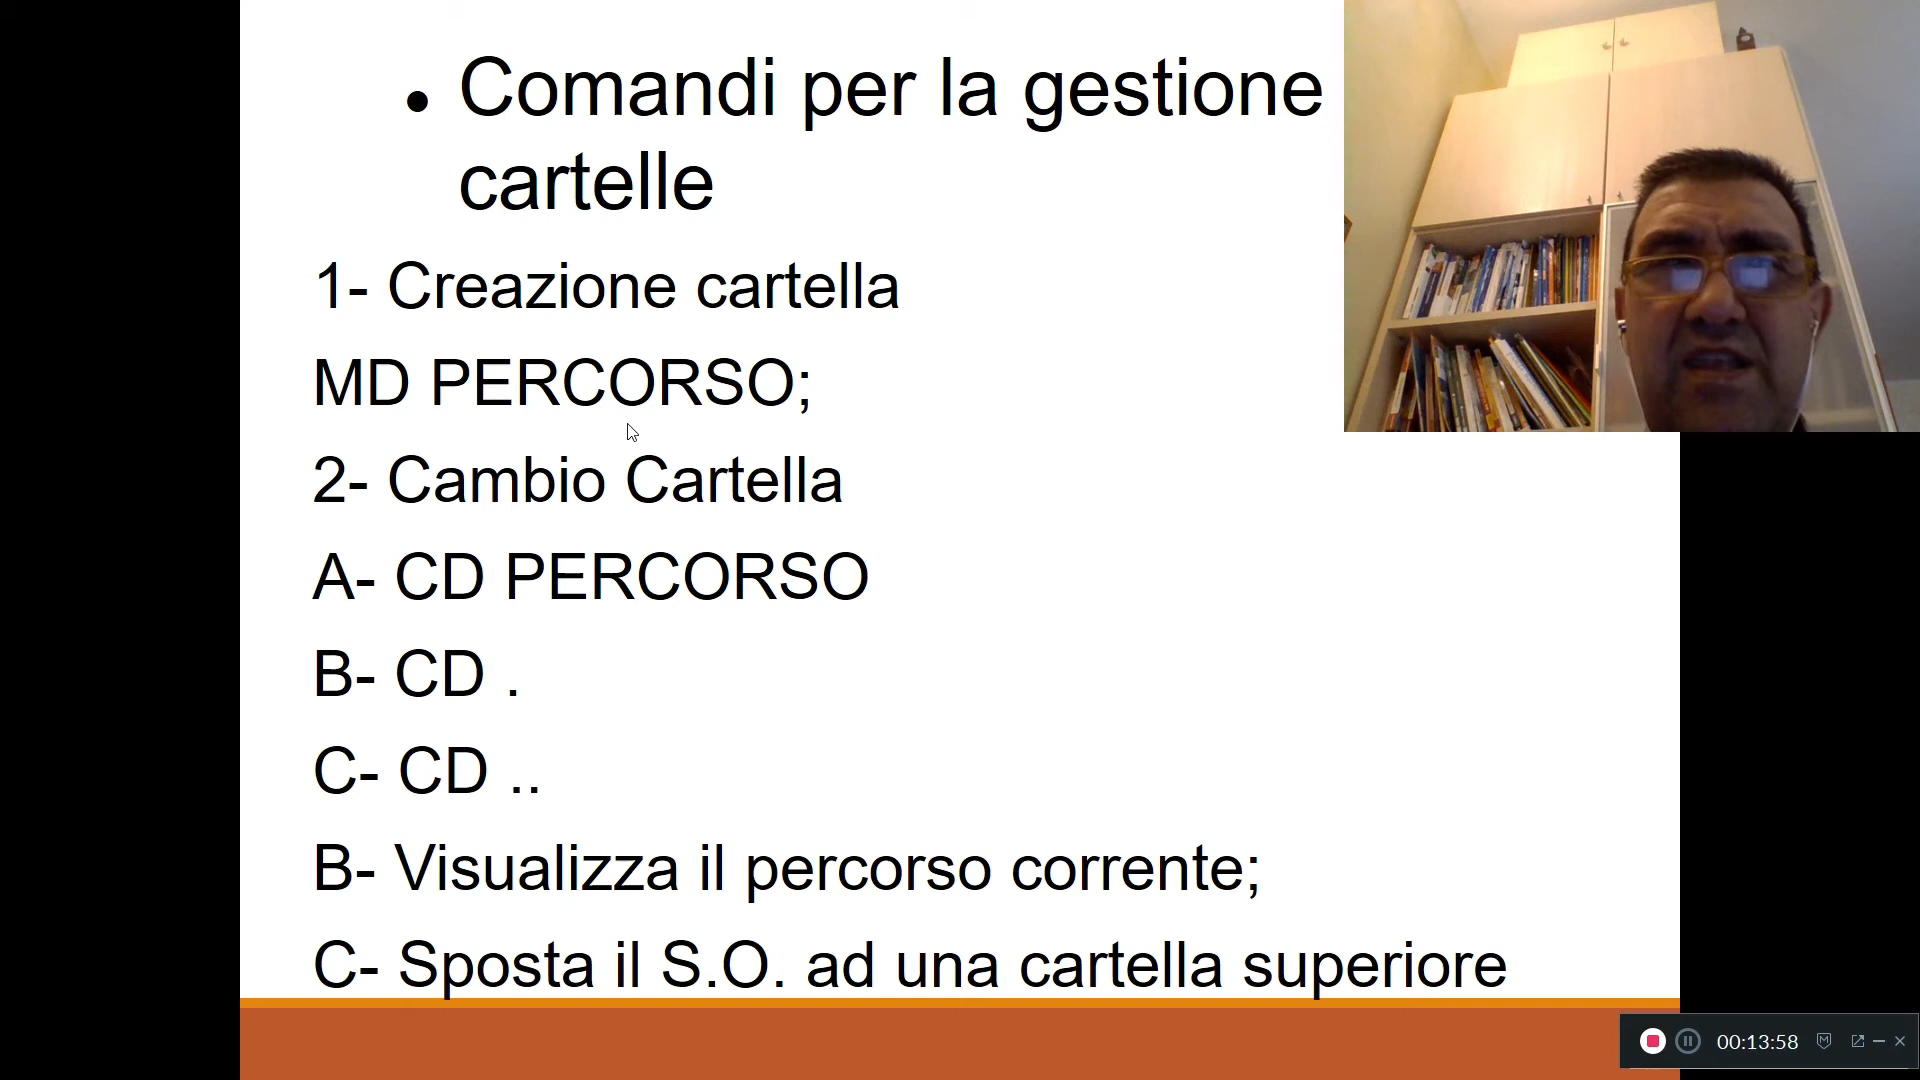 • Comandi per la gestione
cartelle
1- Creazione cartella
MD PERCORSO;
2- Cambio Cartella
A- CD PERCORSO
B- CD .
C- CD ..
B- Visualizza il percorso corrente;
C- Sposta il S.O. ad una cartella superiore
00:13:58